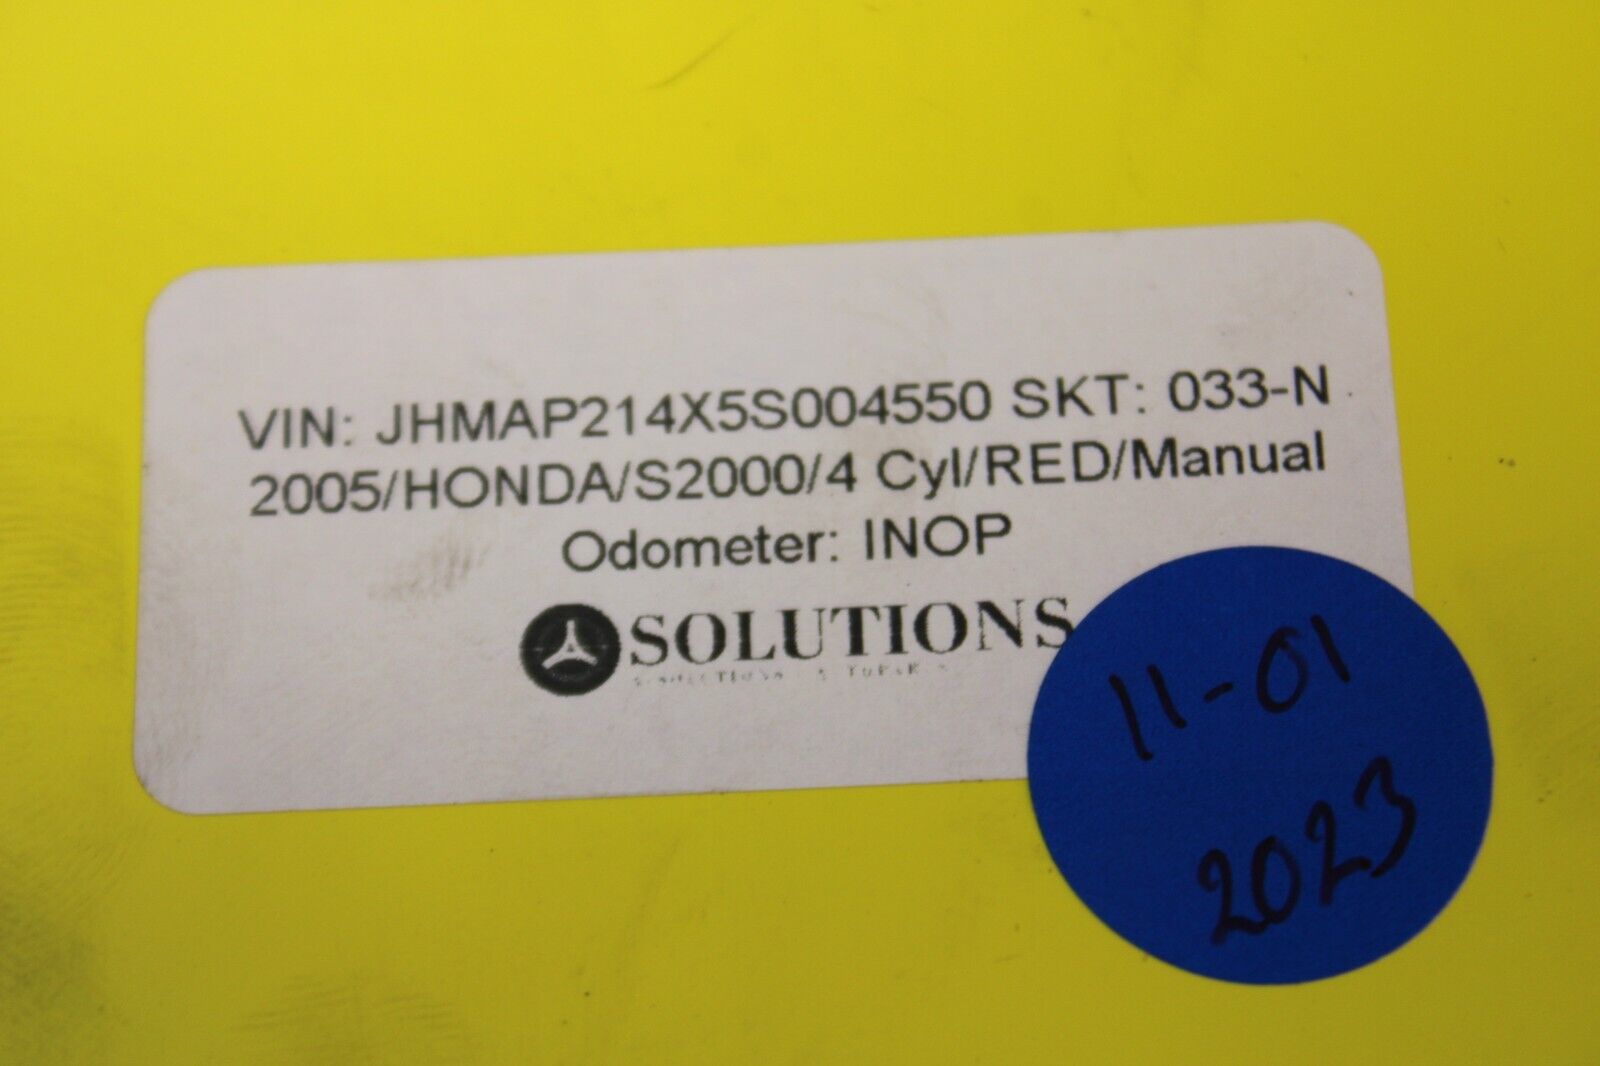 VIN: JHMAP214X5S004550 SKT: 033-N
2005/HONDA/S2000/4 Cyl/RED/Manual
Odometer: INOP
SOLUTIONS
11-01
2023